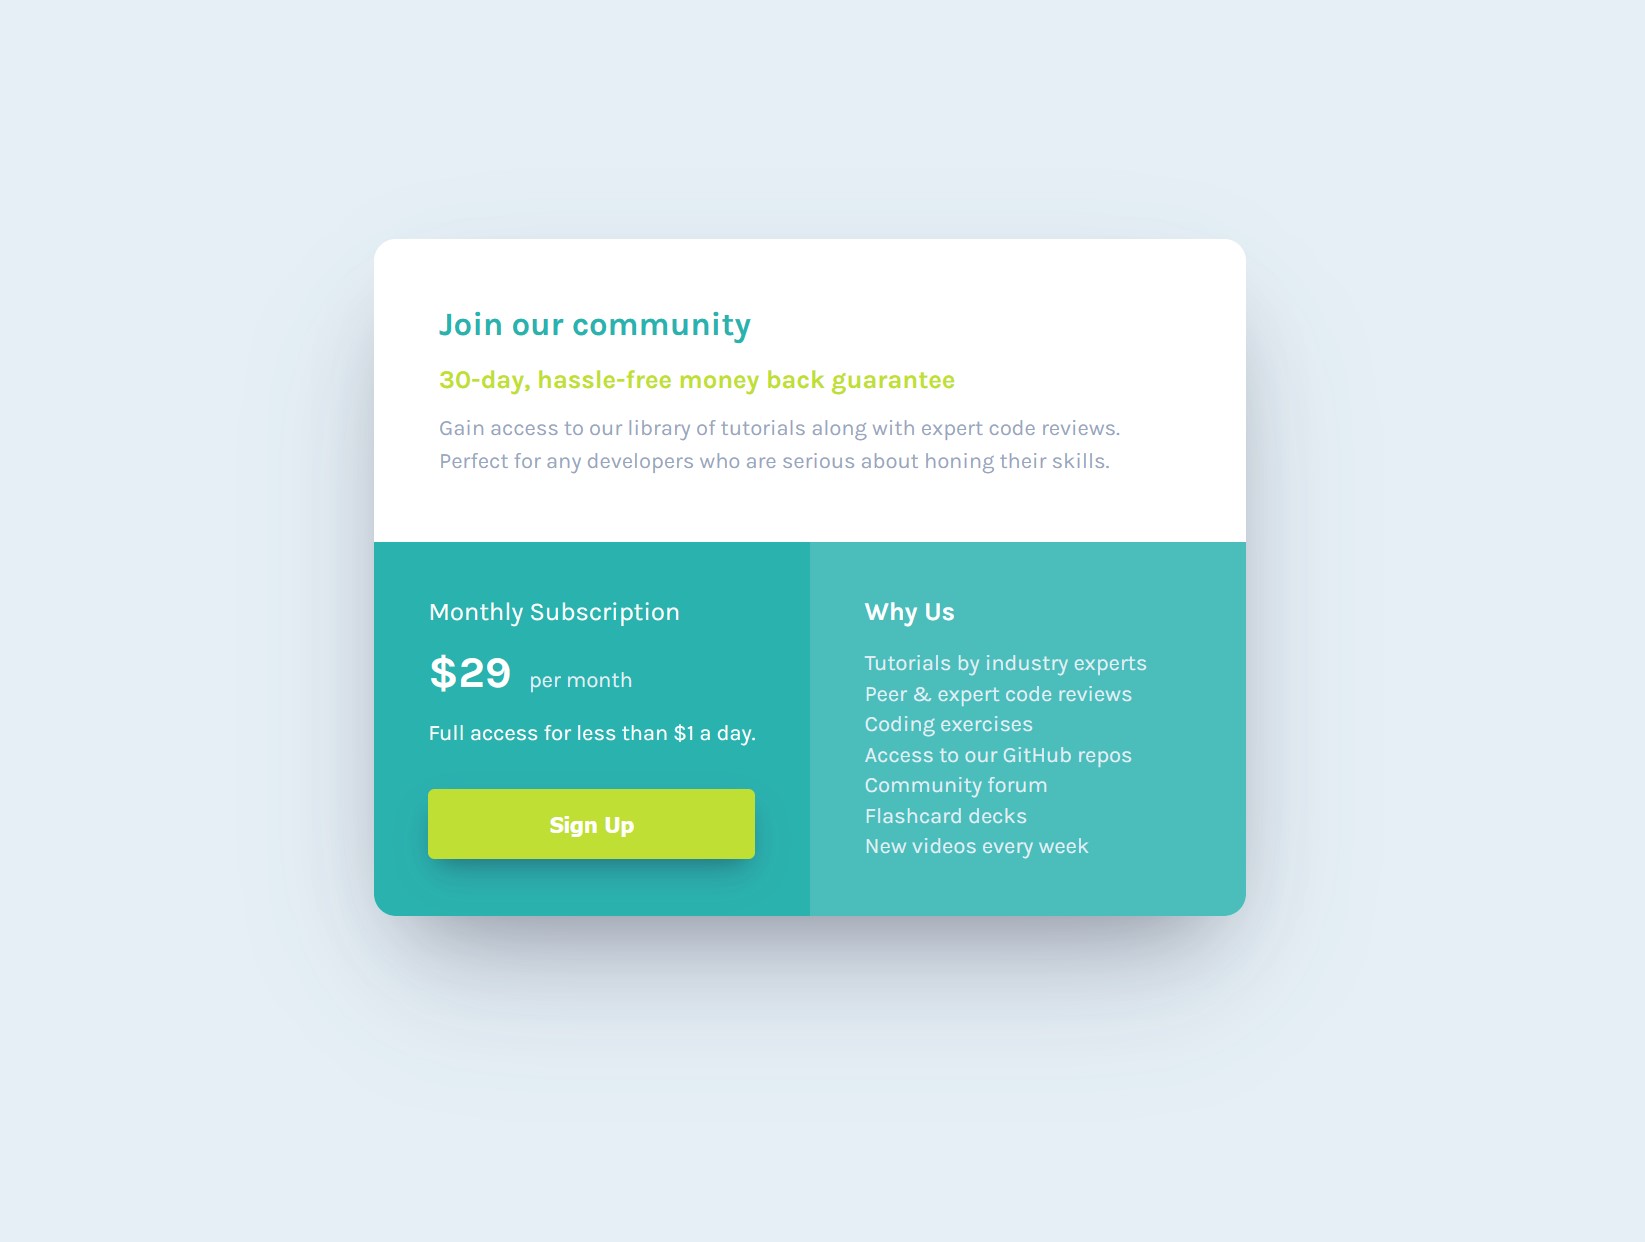 Join our community
30-day, hassle-free money back guarantee
Gain access to our library of tutorials along with expert code reviews.
Perfect for any developers who are serious about honing their skills.
Monthly Subscription
$29 per month
Full access for less than $1 a day.
Sign Up
Why Us
Tutorials by industry experts
Peer & expert code reviews
Coding exercises
Access to our GitHub repos
Community forum
Flashcard decks
New videos every week